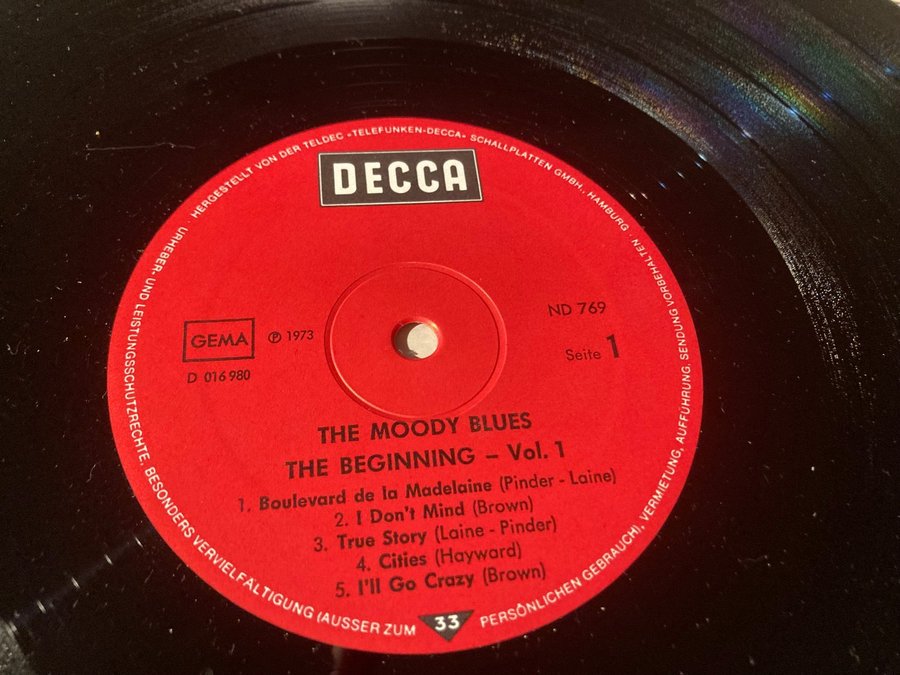 DECCA
HERGESTELLT VON DER TELDEC »TELEFUNKEN-DECCA« SCHALLPLATTEN GMBH., HAMBURG · URHEBER- UND LEISTUNGSSCHUTZRECHTE, BESONDERS VERVIELFÄLTIGUNG (AUSSER ZUM PERSÖNLICHEN GEBRAUCH), VERMIETUNG, AUFFÜHRUNG, SENDUNG VORBEHALTEN ·
GEMA
℗ 1973
D 016 980
ND 769
Seite 1
THE MOODY BLUES
THE BEGINNING – Vol. 1
1. Boulevard de la Madelaine (Pinder - Laine)
2. I Don't Mind (Brown)
3. True Story (Laine - Pinder)
4. Cities (Hayward)
5. I'll Go Crazy (Brown)
33